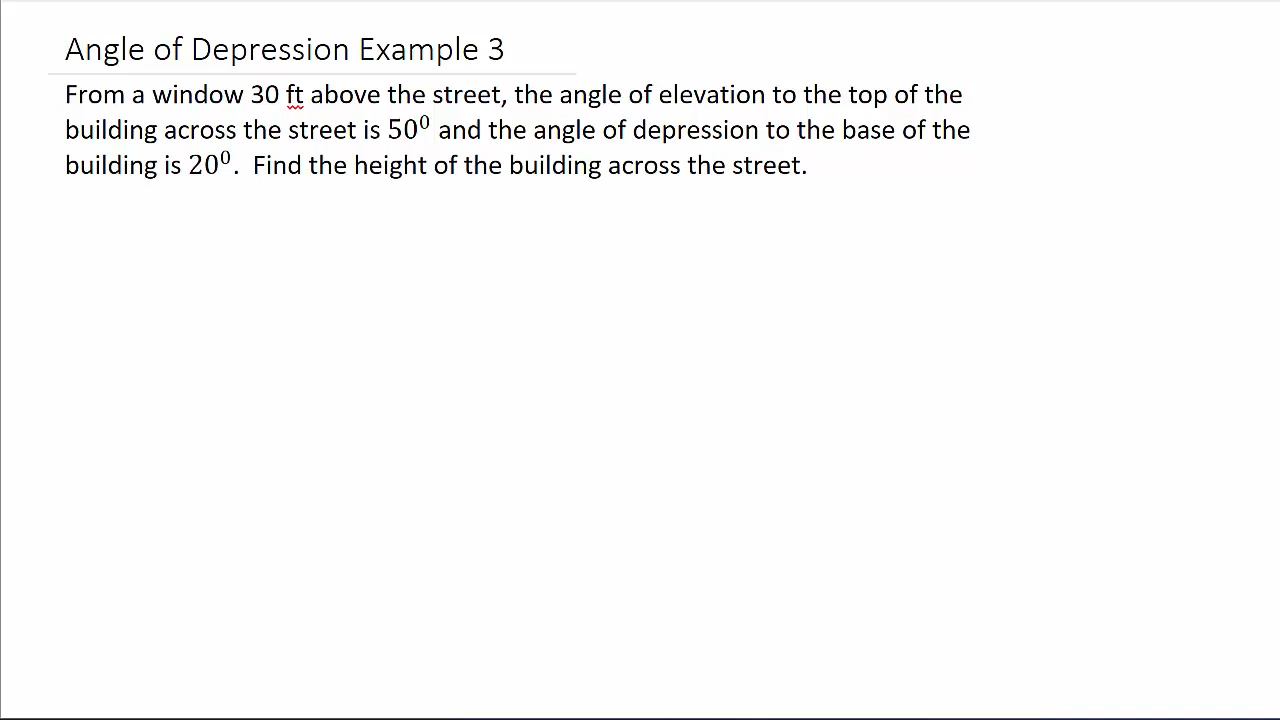 Angle of Depression Example 3
From a window 30 ft above the street, the angle of elevation to the top of the
building across the street is 50⁰ and the angle of depression to the base of the
building is 20⁰.  Find the height of the building across the street.